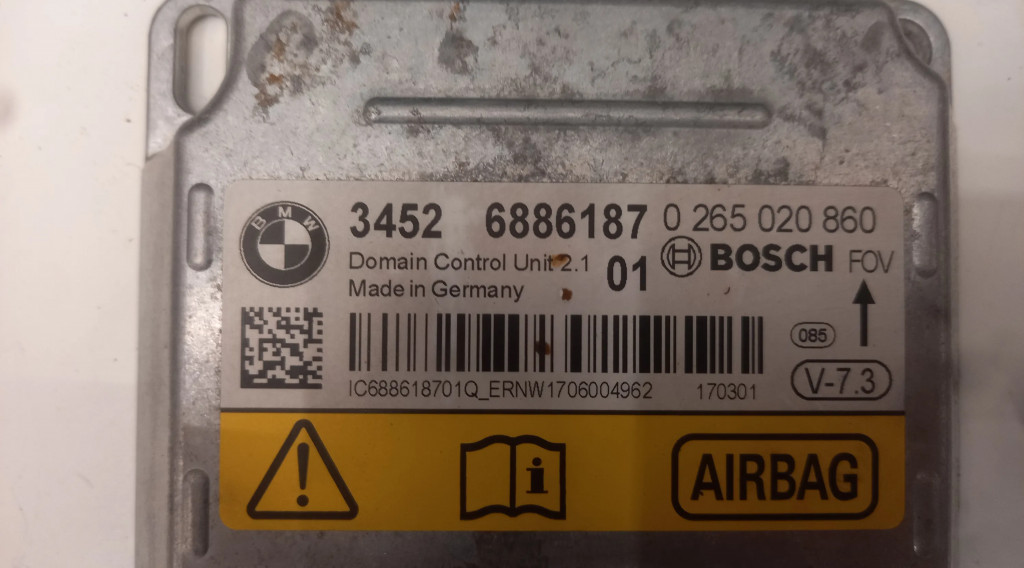 BMW
3452 6886187 0 265 020 860
Domain Control Unit 2.1 01 BOSCH FOV
Made in Germany
085
IC688618701Q_ERNW1706004962 170301
V-7.3
i AIRBAG